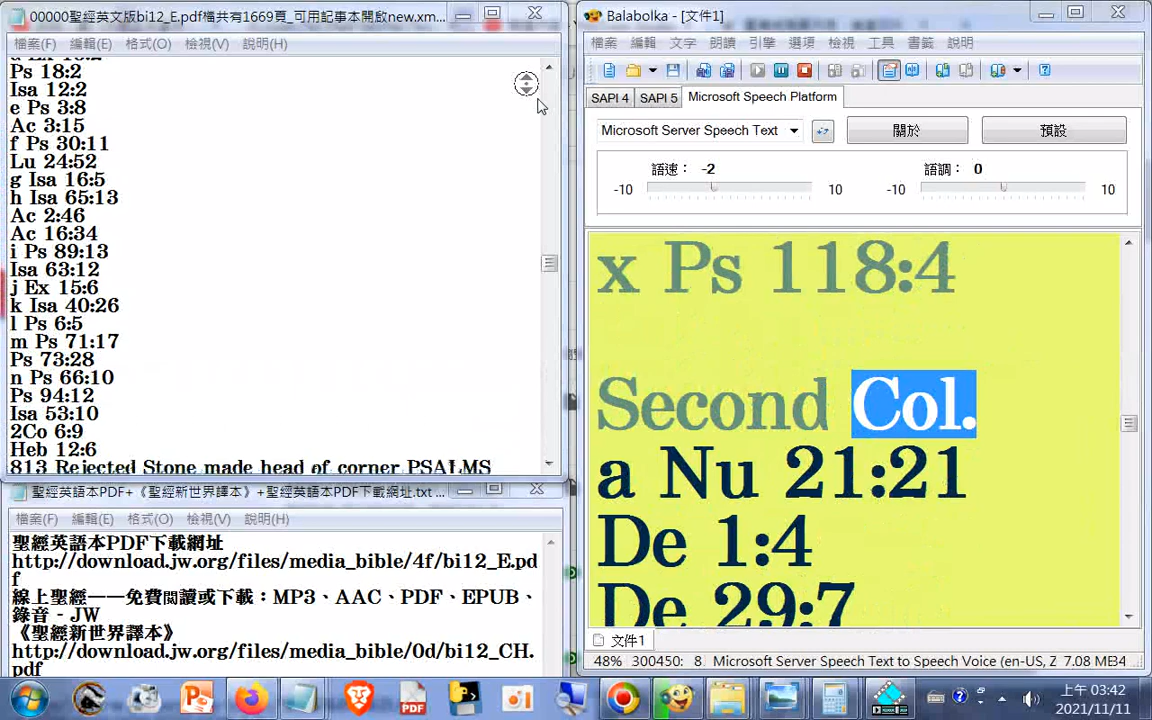 00000聖經英文版bi12_E.pdf檔共有1669頁_可用記事本開啟new.xm...
檔案(F) 編輯(E) 格式(O) 檢視(V) 說明(H)
Ps 18:2
Isa 12:2
e Ps 3:8
Ac 3:15
f Ps 30:11
Lu 24:52
g Isa 16:5
h Isa 65:13
Ac 2:46
Ac 16:34
i Ps 89:13
Isa 63:12
j Ex 15:6
k Isa 40:26
l Ps 6:5
m Ps 71:17
Ps 73:28
n Ps 66:10
Ps 94:12
Isa 53:10
2Co 6:9
Heb 12:6
813 Rejected Stone made head of corner PSALMS
聖經英語本PDF+《聖經新世界譯本》+聖經英語本PDF下載網址.txt ...
檔案(F) 編輯(E) 格式(O) 檢視(V) 說明(H)
聖經英語本PDF下載網址
http://download.jw.org/files/media_bible/4f/bi12_E.pd
f
線上聖經——免費閱讀或下載：MP3、AAC、PDF、EPUB、
錄音 - JW
《聖經新世界譯本》
http://download.jw.org/files/media_bible/0d/bi12_CH.
pdf
Balabolka - [文件1]
檔案 編輯 文字 朗讀 引擎 選項 檢視 工具 書籤 說明
SAPI 4 SAPI 5 Microsoft Speech Platform
Microsoft Server Speech Text 關於 預設
語速： -2 語調： 0
-10 10 -10 10
x Ps 118:4
Second Col.
a Nu 21:21
De 1:4
De 29:7
文件1
48% 300450: 8 Microsoft Server Speech Text to Speech Voice (en-US, Z 7.08 MB34
PDF
上午 03:42
2021/11/11